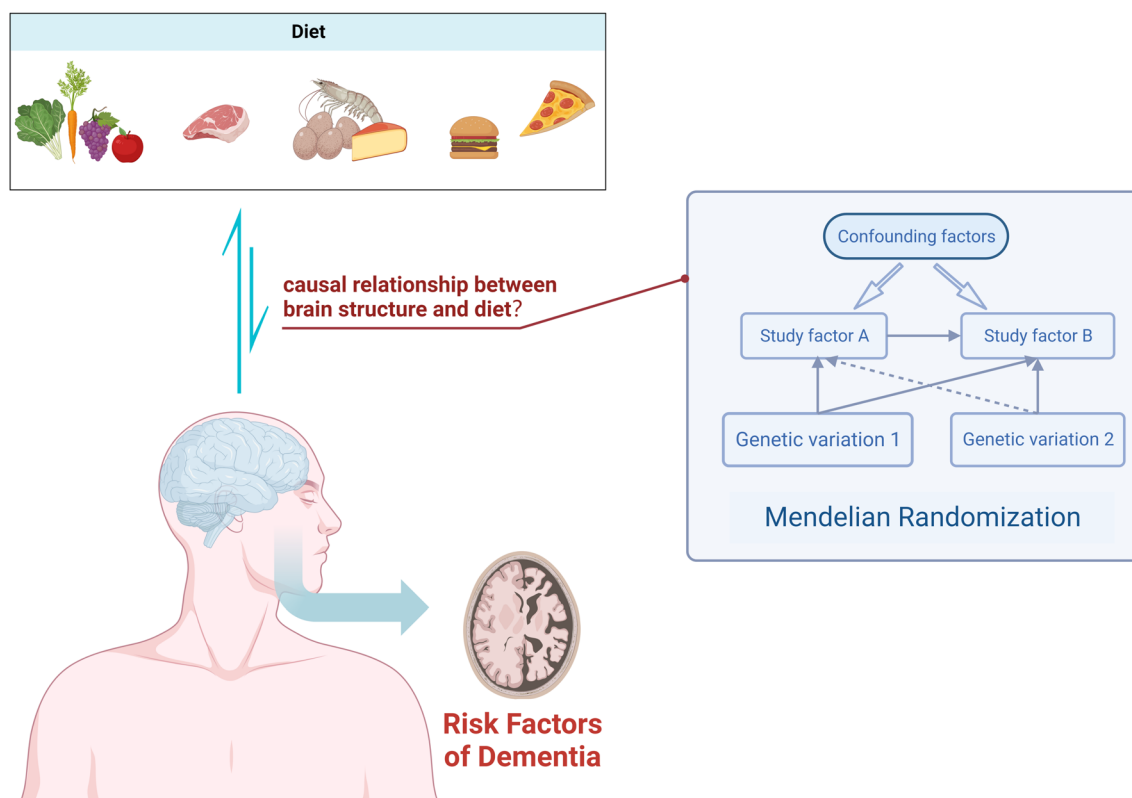 Diet
causal relationship between
brain structure and diet?
Confounding factors
Study factor A
Study factor B
Genetic variation 1
Genetic variation 2
Mendelian Randomization
Risk Factors
of Dementia